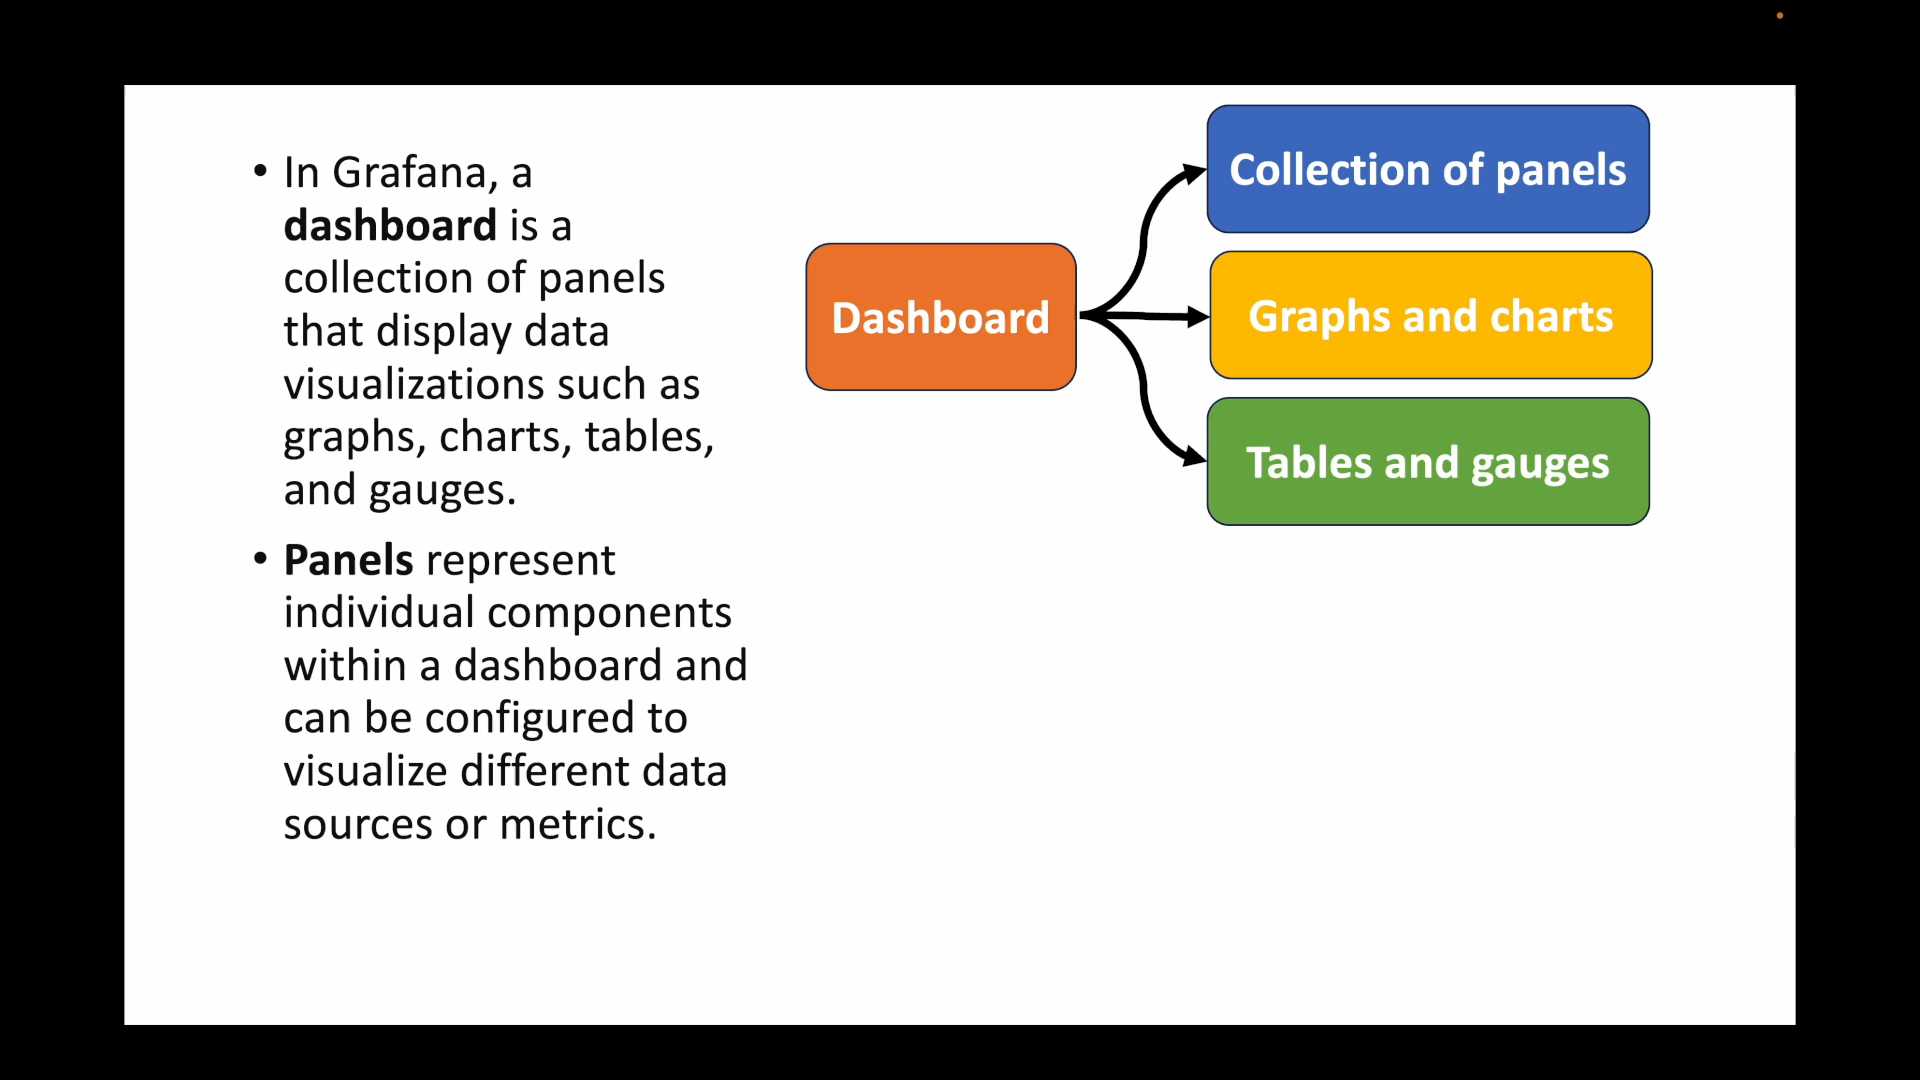 • In Grafana, a
dashboard is a
collection of panels
that display data
visualizations such as
graphs, charts, tables,
and gauges.
• Panels represent
individual components
within a dashboard and
can be configured to
visualize different data
sources or metrics.
Dashboard
Collection of panels
Graphs and charts
Tables and gauges